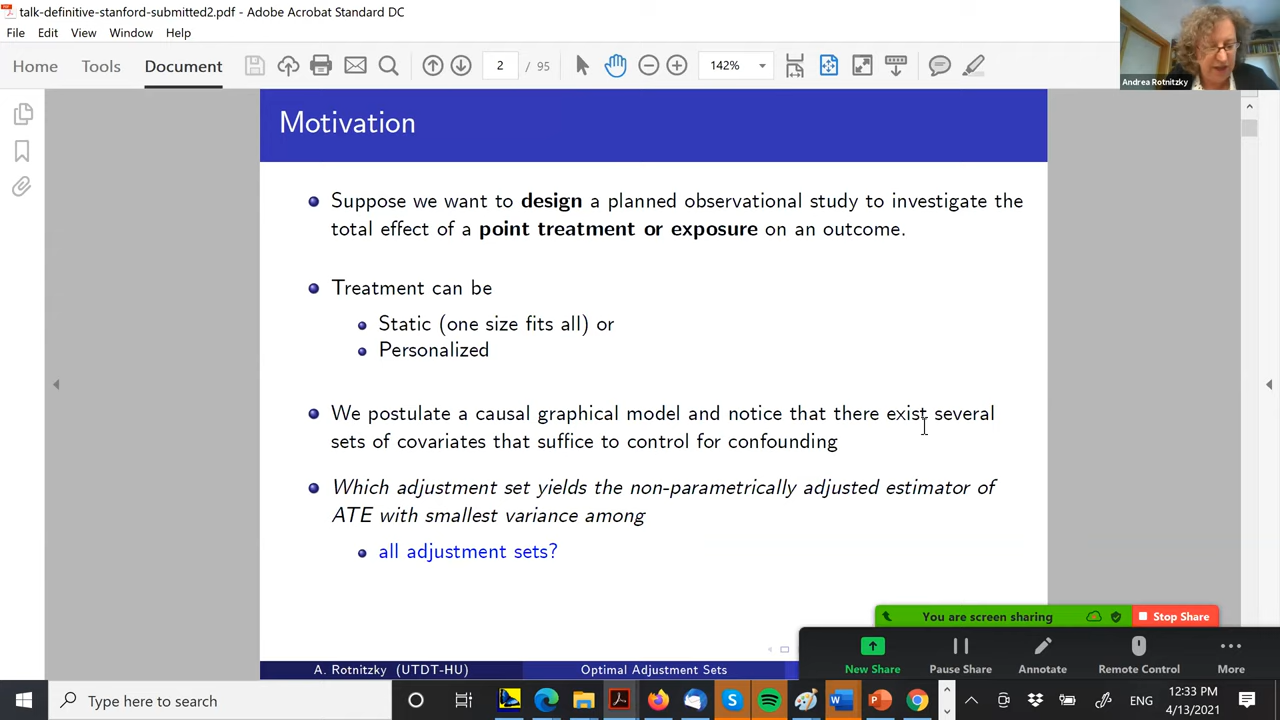 talk-definitive-stanford-submitted2.pdf - Adobe Acrobat Standard DC
File Edit View Window Help
Home Tools Document 2 / 95 142%
Andrea Rotnitzky
Motivation
Suppose we want to design a planned observational study to investigate the
total effect of a point treatment or exposure on an outcome.
Treatment can be
Static (one size fits all) or
Personalized
We postulate a causal graphical model and notice that there exist several
sets of covariates that suffice to control for confounding
Which adjustment set yields the non-parametrically adjusted estimator of
ATE with smallest variance among
all adjustment sets?
You are screen sharing Stop Share
New Share Pause Share Annotate Remote Control More
A. Rotnitzky (UTDT-HU) Optimal Adjustment Sets
Type here to search
ENG
12:33 PM
4/13/2021